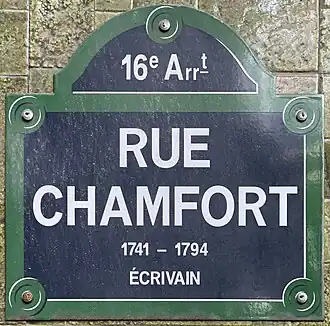 16e Arrt
RUE
CHAMFORT
1741 – 1794
ÉCRIVAIN